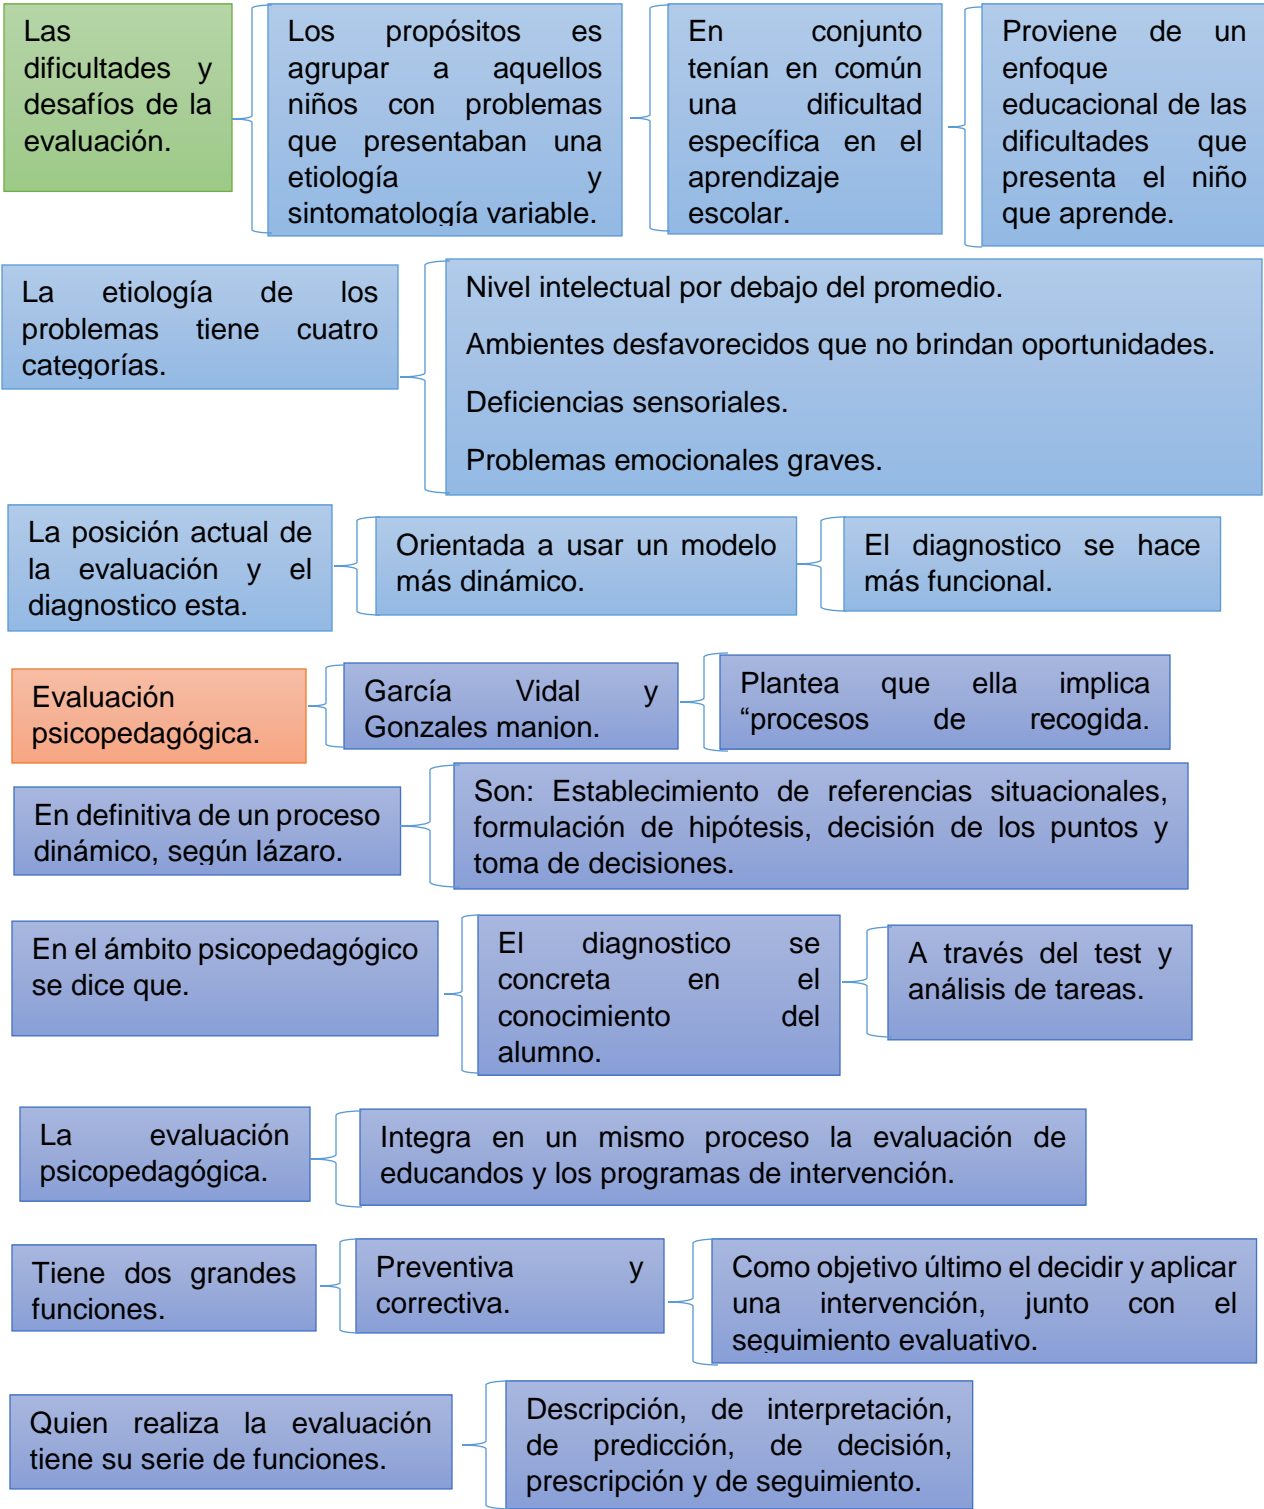 Las
dificultades y
desafíos de la
evaluación.
Los propósitos es
agrupar a aquellos
niños con problemas
que presentaban una
etiología y
sintomatología variable.
En conjunto
tenían en común
una dificultad
específica en el
aprendizaje
escolar.
Proviene de un
enfoque
educacional de las
dificultades que
presenta el niño
que aprende.
La etiología de los
problemas tiene cuatro
categorías.
Nivel intelectual por debajo del promedio.
Ambientes desfavorecidos que no brindan oportunidades.
Deficiencias sensoriales.
Problemas emocionales graves.
La posición actual de
la evaluación y el
diagnostico esta.
Orientada a usar un modelo
más dinámico.
El diagnostico se hace
más funcional.
Evaluación
psicopedagógica.
García Vidal y
Gonzales manjon.
Plantea que ella implica
“procesos de recogida.
En definitiva de un proceso
dinámico, según lázaro.
Son: Establecimiento de referencias situacionales,
formulación de hipótesis, decisión de los puntos y
toma de decisiones.
En el ámbito psicopedagógico
se dice que.
El diagnostico se
concreta en el
conocimiento del
alumno.
A través del test y
análisis de tareas.
La evaluación
psicopedagógica.
Integra en un mismo proceso la evaluación de
educandos y los programas de intervención.
Tiene dos grandes
funciones.
Preventiva y
correctiva.
Como objetivo último el decidir y aplicar
una intervención, junto con el
seguimiento evaluativo.
Quien realiza la evaluación
tiene su serie de funciones.
Descripción, de interpretación,
de predicción, de decisión,
prescripción y de seguimiento.